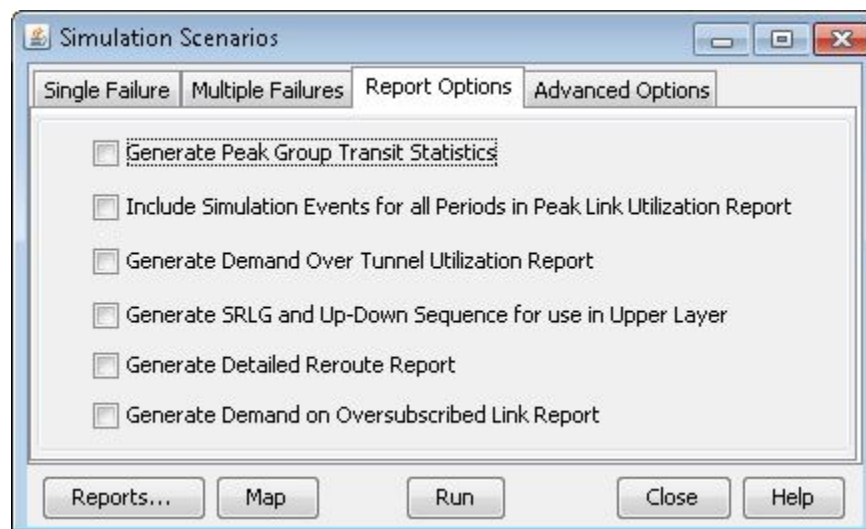 Simulation Scenarios
Single Failure Multiple Failures Report Options Advanced Options
Generate Peak Group Transit Statistics
Include Simulation Events for all Periods in Peak Link Utilization Report
Generate Demand Over Tunnel Utilization Report
Generate SRLG and Up-Down Sequence for use in Upper Layer
Generate Detailed Reroute Report
Generate Demand on Oversubscribed Link Report
Reports... Map Run Close Help